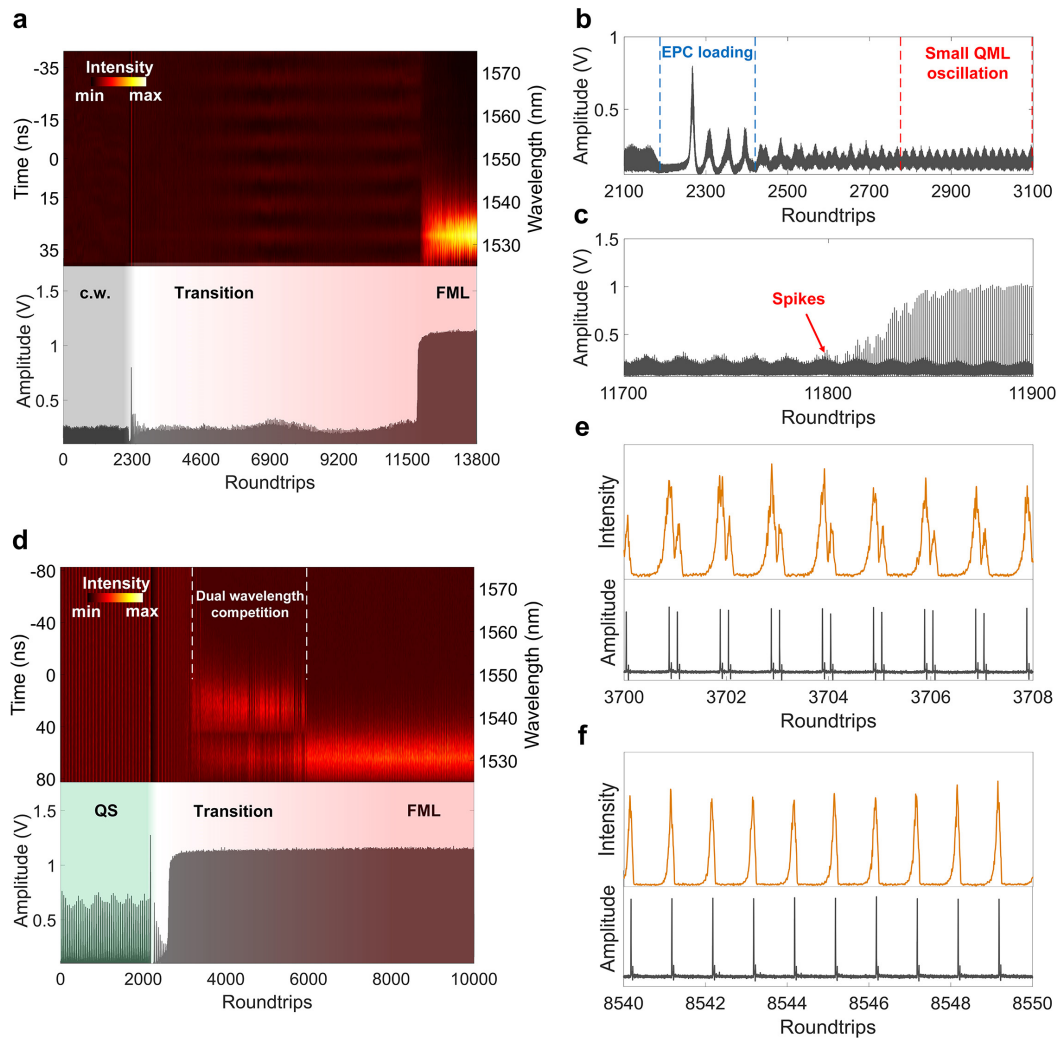 a
Intensity
min max
-35
-15
0
15
35
Time (ns)
1570
1560
1550
1540
1530
Wavelength (nm)
c.w.
Transition
FML
1.5
1
0.5
Amplitude (V)
0 2300 4600 6900 9200 11500 13800
Roundtrips
b
EPC loading
Small QML
oscillation
1
0.5
Amplitude (V)
2100 2300 2500 2700 2900 3100
Roundtrips
c
Spikes
1.5
1
0.5
Amplitude (V)
11700 11800 11900
Roundtrips
d
Intensity
min max
Dual wavelength
competition
-80
-40
0
40
80
Time (ns)
1570
1560
1550
1540
1530
Wavelength (nm)
QS
Transition
FML
1.5
1
0.5
Amplitude (V)
0 2000 4000 6000 8000 10000
Roundtrips
e
Intensity
Amplitude
3700 3702 3704 3706 3708
Roundtrips
f
Intensity
Amplitude
8540 8542 8544 8546 8548 8550
Roundtrips